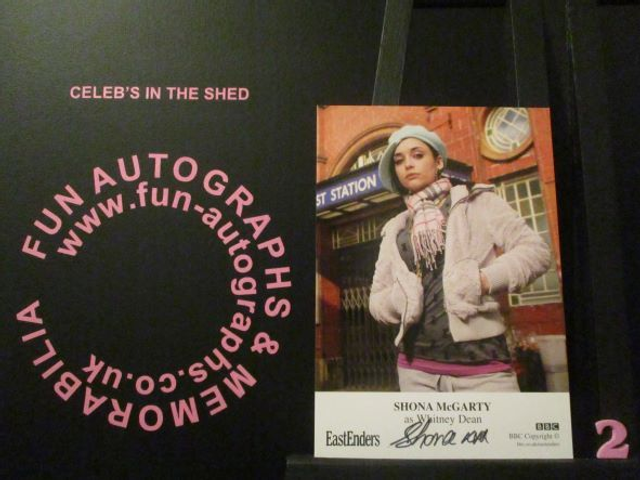 CELEB'S IN THE SHED
FUN AUTOGRAPHS & MEMORABILIA
www.fun-autographs.co.uk
ST STATION
SHONA McGARTY
as Whitney Dean
EastEnders
Shona
BBC
BBC Copyright ©
2